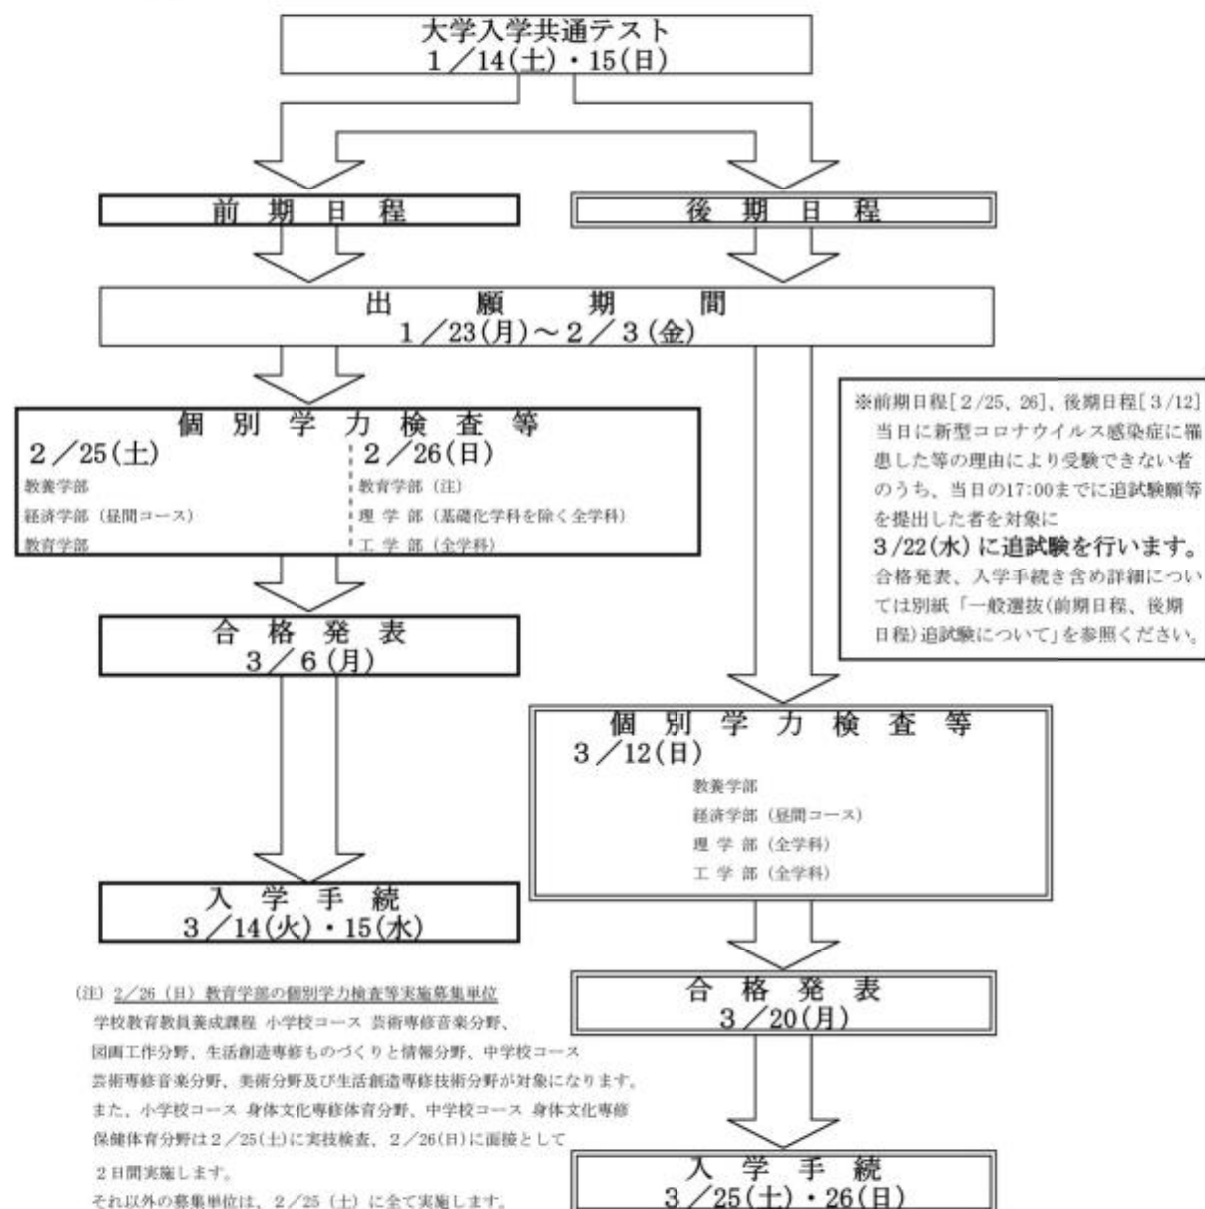 大学入学共通テスト
1/14(土)・15(日)
前期日程
後期日程
出願期間
1/23(月)~2/3(金)
個別学力検査等
2/25(土)
教養学部
経済学部(昼間コース)
教育学部
2/26(日)
教育学部(注)
理学部(基礎化学科を除く全学科)
工学部(全学科)
※前期日程[2/25、26]、後期日程[3/12]
当日に新型コロナウイルス感染症に罹
患した等の理由により受験できない者
のうち、当日の17:00までに追試験願等
を提出した者を対象に
3/22(水)に追試験を行います。
合格発表、入学手続き含め詳細につい
ては別紙「一般選抜(前期日程、後期
日程)追試験について」を参照ください。
合格発表
3/6(月)
個別学力検査等
3/12(日)
教養学部
経済学部(昼間コース)
理学部(全学科)
工学部(全学科)
入学手続
3/14(火)・15(水)
合格発表
3/20(月)
入学手続
3/25(土)・26(日)
(注) 2/26(日)教育学部の個別学力検査等実施募集単位
学校教育教員養成課程 小学校コース 芸術専修音楽分野、
図画工作分野、生活創造専修ものづくりと情報分野、中学校コース
芸術専修音楽分野、美術分野及び生活創造専修技術分野が対象になります。
また、小学校コース 身体文化専修体育分野、中学校コース 身体文化専修
保健体育分野は2/25(土)に実技検査、2/26(日)に面接として
2日間実施します。
それ以外の募集単位は、2/25(土)に全て実施します。